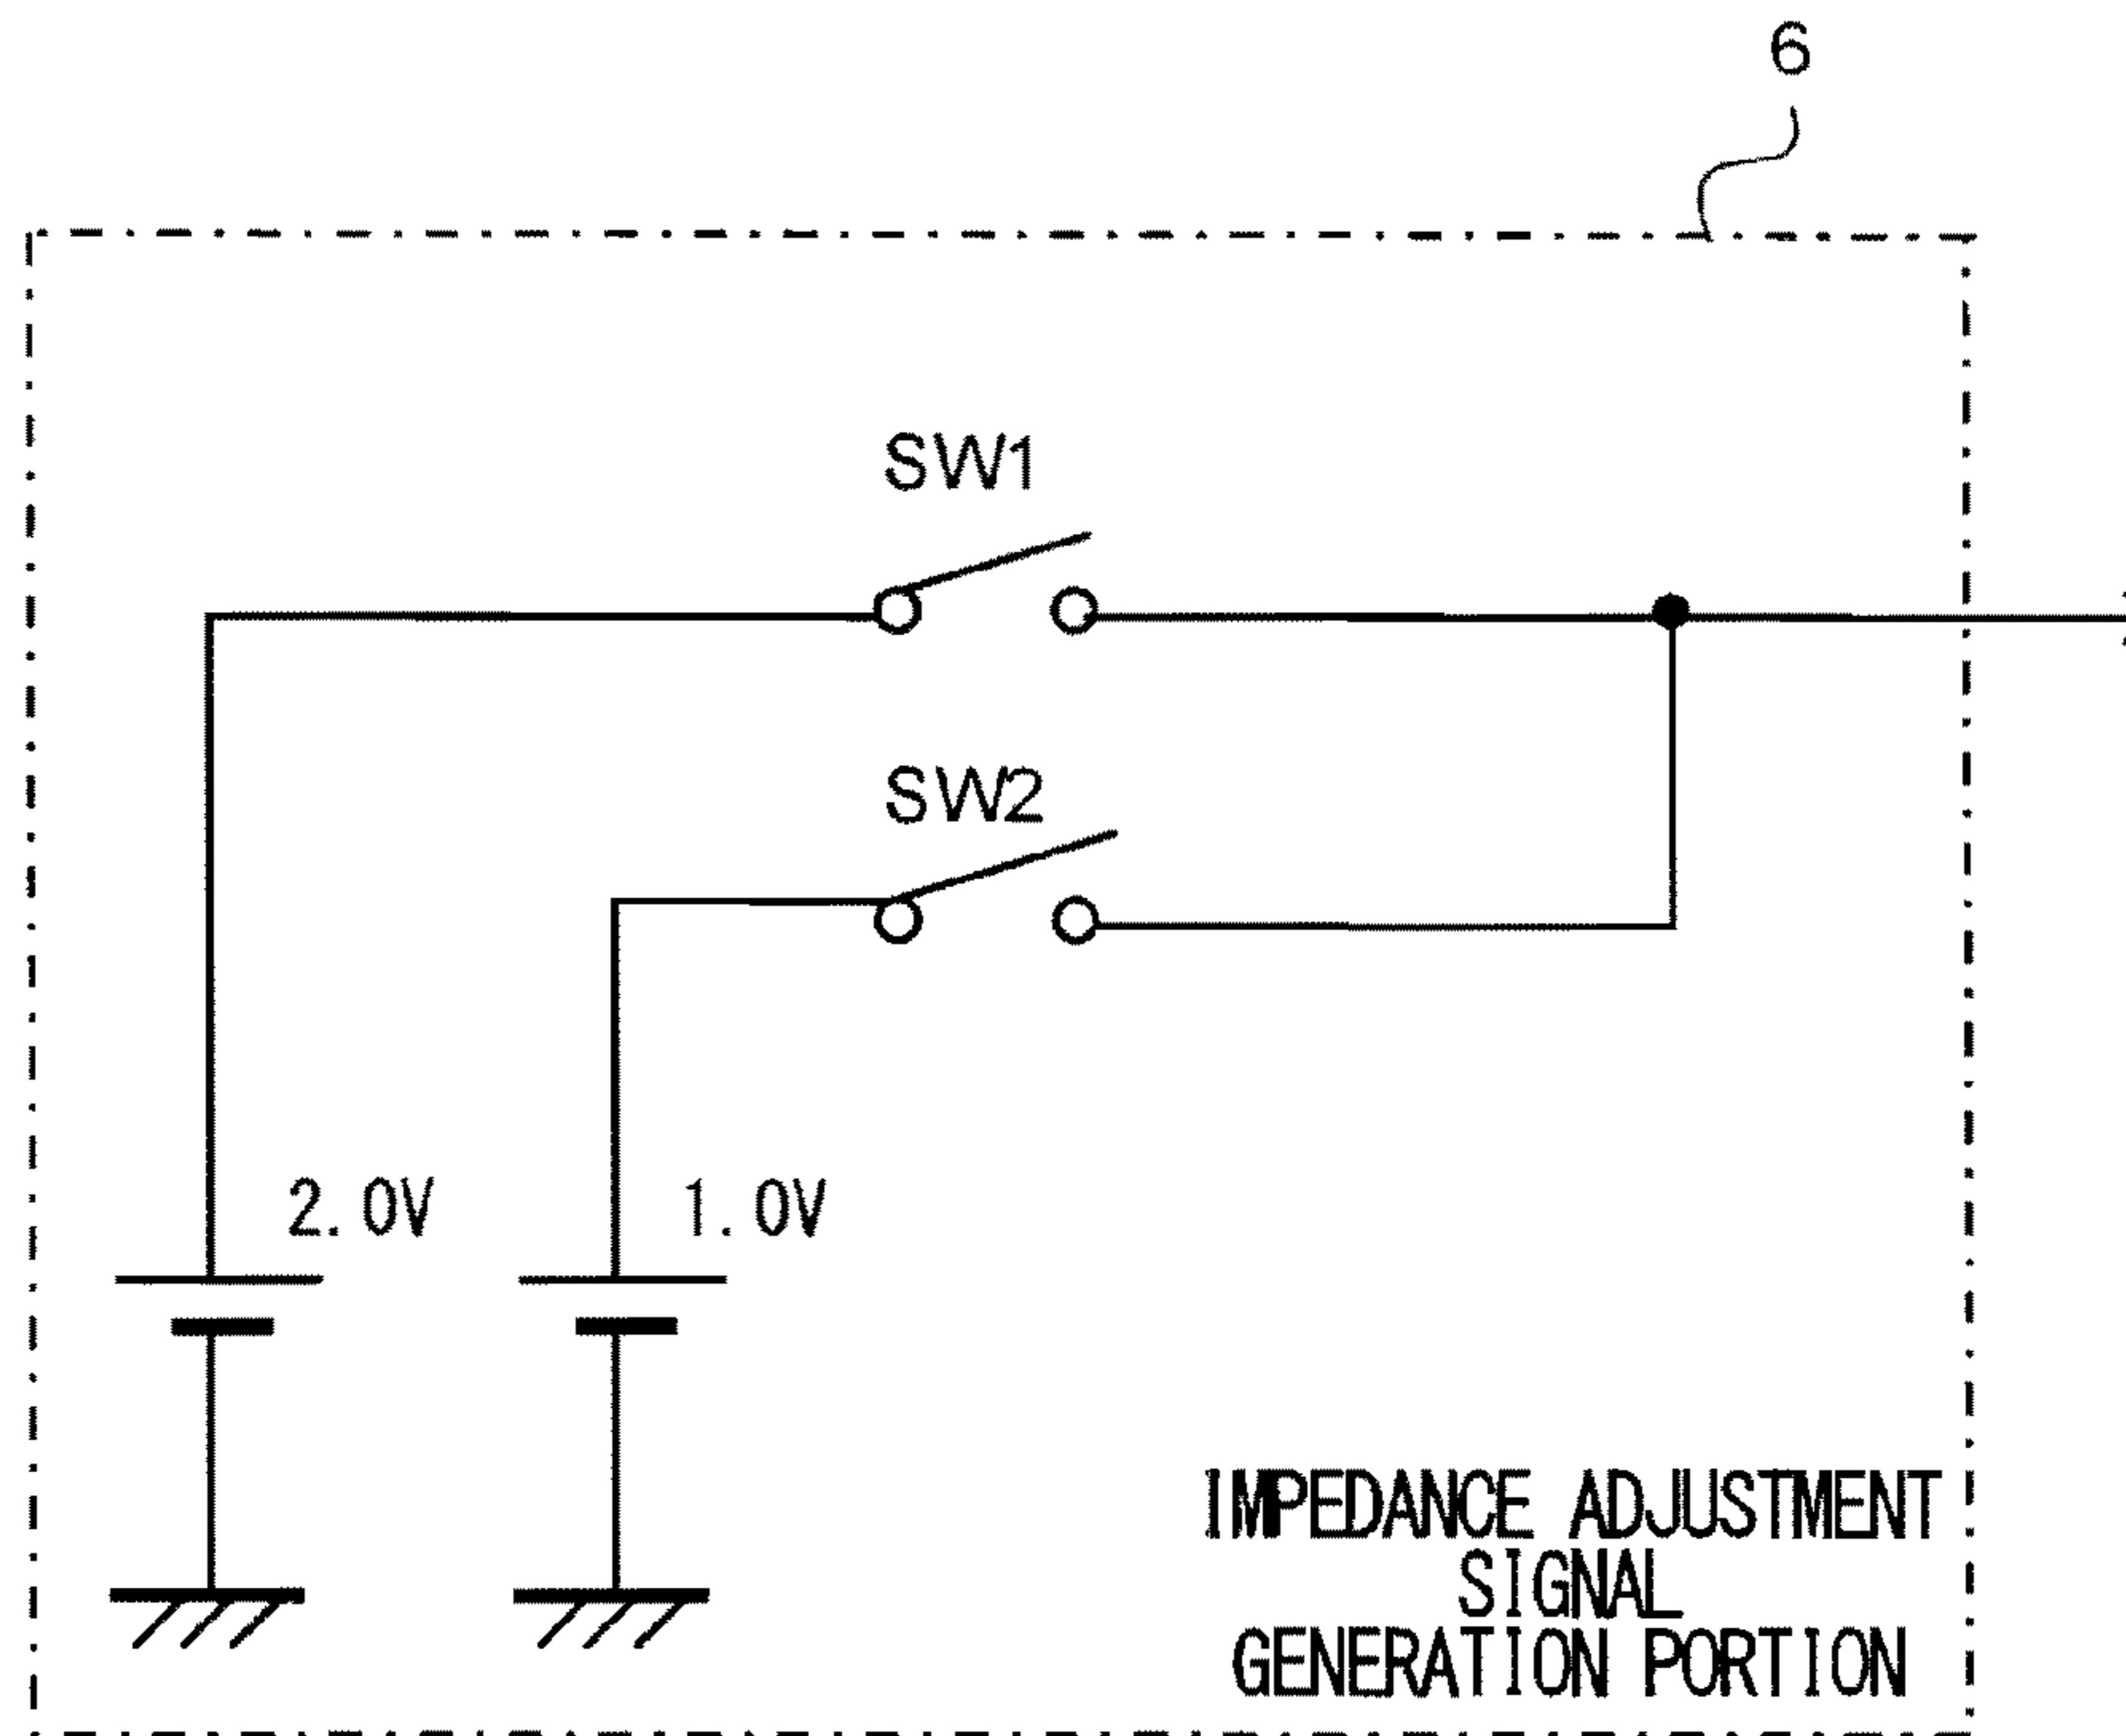 6
SW1
SW2
2.0V
1.0V
IMPEDANCE ADJUSTMENT
SIGNAL
GENERATION PORTION